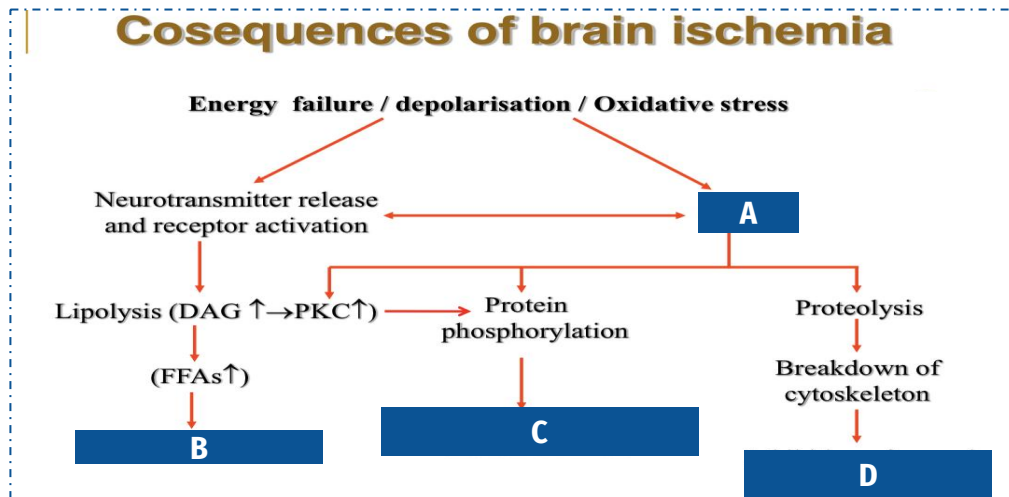 Cosequences of brain ischemia
Energy failure / depolarisation / Oxidative stress
Neurotransmitter release
and receptor activation
A
Lipolysis (DAG ↑→PKC↑)
Protein
phosphorylation
Proteolysis
(FFAs↑)
Breakdown of
cytoskeleton
B
C
D